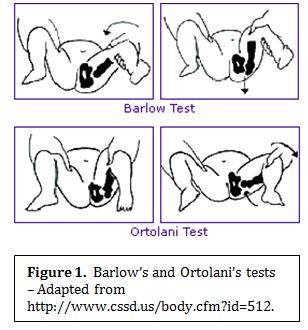 Barlow Test
Ortolani Test
Figure 1. Barlow's and Ortolani's tests
– Adapted from
http://www.cssd.us/body.cfm?id=512.